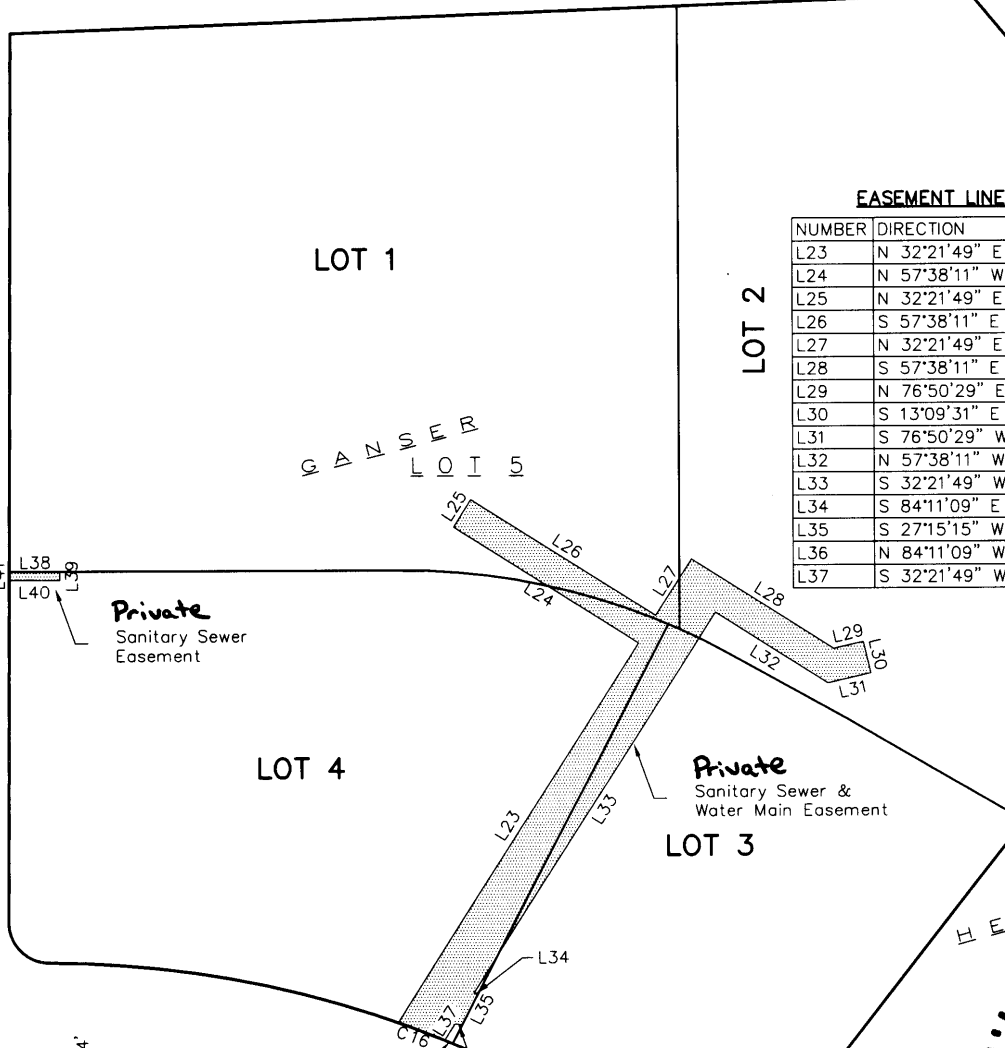 LOT 1
LOT 2
EASEMENT LINE
NUMBER DIRECTION
L23 N 32°21'49" E
L24 N 57°38'11" W
L25 N 32°21'49" E
L26 S 57°38'11" E
L27 N 32°21'49" E
L28 S 57°38'11" E
L29 N 76°50'29" E
L30 S 13°09'31" E
L31 S 76°50'29" W
L32 N 57°38'11" W
L33 S 32°21'49" W
L34 S 84°11'09" E
L35 S 27°15'15" W
L36 N 84°11'09" W
L37 S 32°21'49" W
GANSER
LOT 5
L25
L26
L24
L27
L28
L29
L30
L31
L32
L38
L39
L40
Private
Sanitary Sewer
Easement
LOT 4
L23
L33
Private
Sanitary Sewer &
Water Main Easement
LOT 3
HE
L34
L35
L37
C16